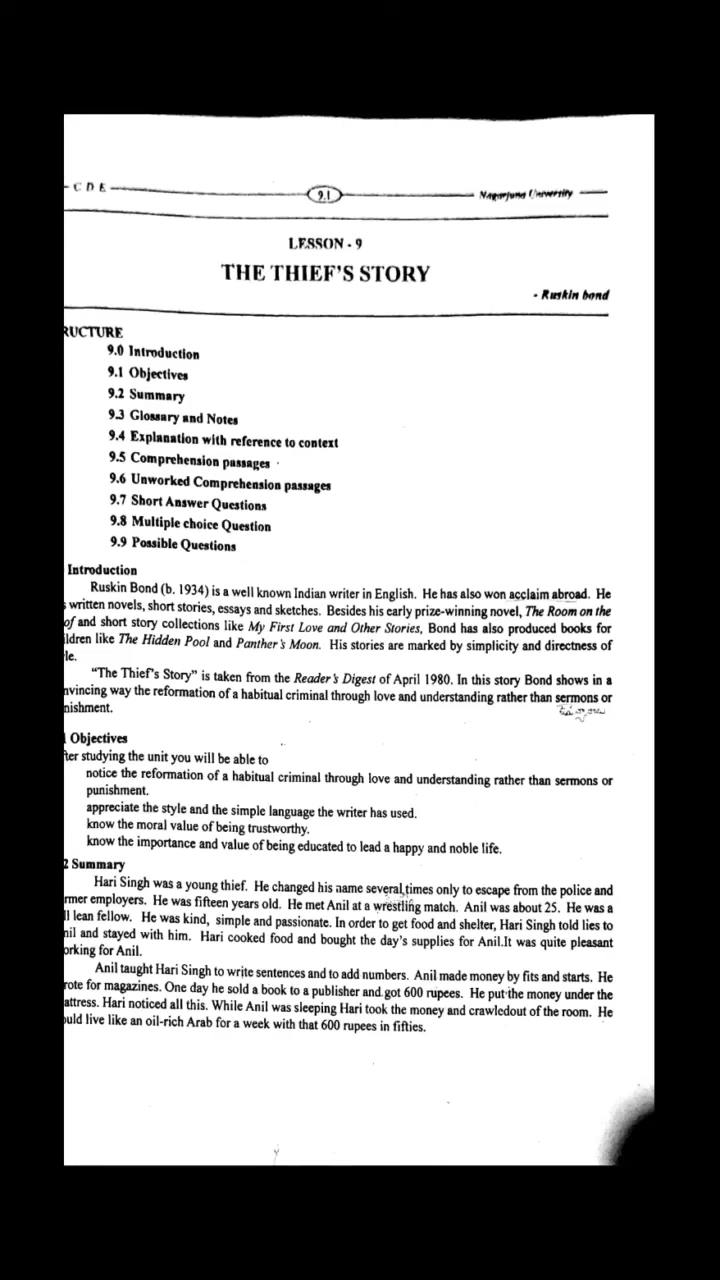 - C D E
9.1
Nagarjuna University
LESSON - 9
THE THIEF'S STORY
- Ruskin bond
RUCTURE
9.0 Introduction
9.1 Objectives
9.2 Summary
9.3 Glossary and Notes
9.4 Explanation with reference to context
9.5 Comprehension passages
9.6 Unworked Comprehension passages
9.7 Short Answer Questions
9.8 Multiple choice Question
9.9 Possible Questions
Introduction
Ruskin Bond (b. 1934) is a well known Indian writer in English. He has also won acclaim abroad. He
s written novels, short stories, essays and sketches. Besides his early prize-winning novel, The Room on the
of and short story collections like My First Love and Other Stories, Bond has also produced books for
ildren like The Hidden Pool and Panther's Moon. His stories are marked by simplicity and directness of
le.
"The Thief's Story" is taken from the Reader's Digest of April 1980. In this story Bond shows in a
nvincing way the reformation of a habitual criminal through love and understanding rather than sermons or
nishment.
1 Objectives
ter studying the unit you will be able to
notice the reformation of a habitual criminal through love and understanding rather than sermons or
punishment.
appreciate the style and the simple language the writer has used.
know the moral value of being trustworthy.
know the importance and value of being educated to lead a happy and noble life.
2 Summary
Hari Singh was a young thief. He changed his name several times only to escape from the police and
rmer employers. He was fifteen years old. He met Anil at a wrestling match. Anil was about 25. He was a
ll lean fellow. He was kind, simple and passionate. In order to get food and shelter, Hari Singh told lies to
nil and stayed with him. Hari cooked food and bought the day's supplies for Anil.It was quite pleasant
orking for Anil.
Anil taught Hari Singh to write sentences and to add numbers. Anil made money by fits and starts. He
rote for magazines. One day he sold a book to a publisher and got 600 rupees. He put the money under the
attress. Hari noticed all this. While Anil was sleeping Hari took the money and crawledout of the room. He
ould live like an oil-rich Arab for a week with that 600 rupees in fifties.